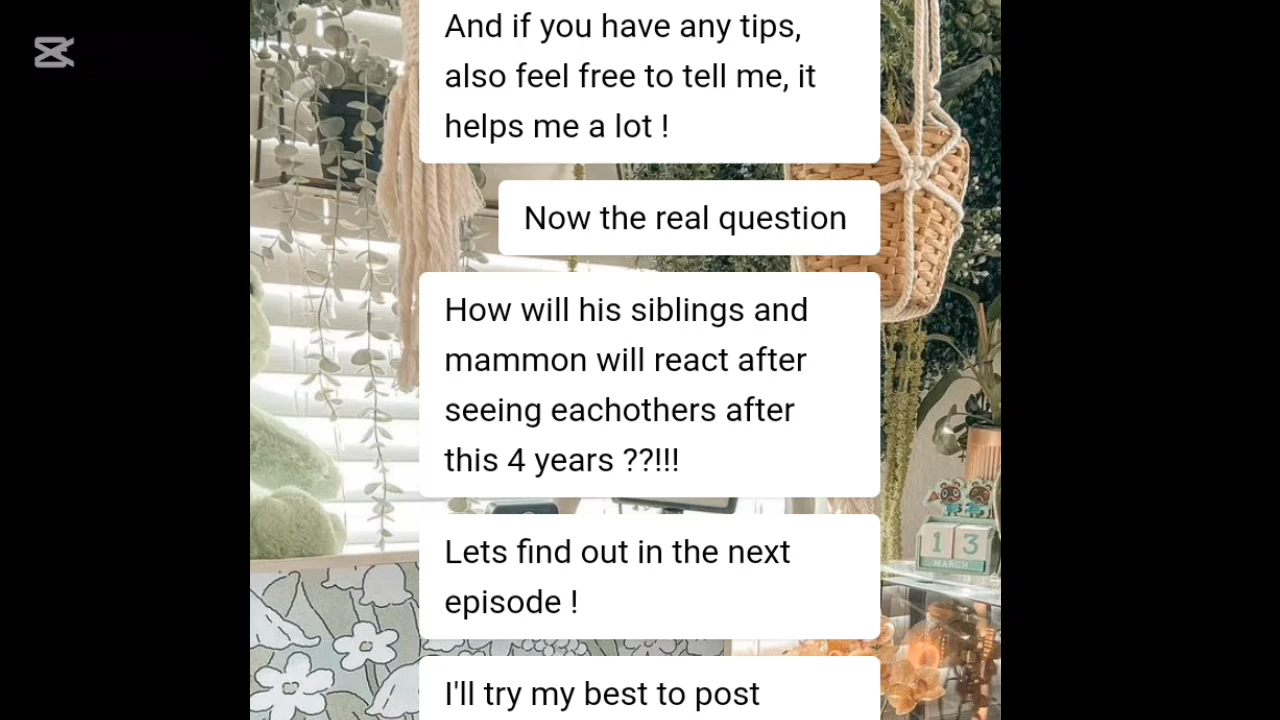 And if you have any tips,
also feel free to tell me, it
helps me a lot !
Now the real question
How will his siblings and
mammon will react after
seeing eachothers after
this 4 years ??!!!
Lets find out in the next
episode !
I'll try my best to post
13
MARCH